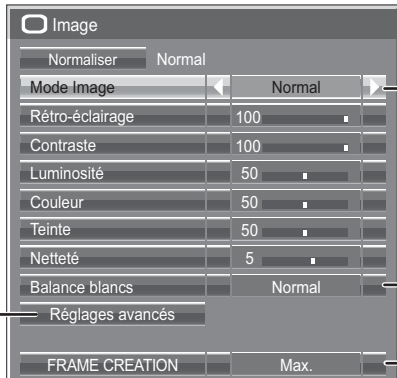 Image
Normaliser Normal
Mode Image Normal
Rétro-éclairage 100
Contraste 100
Luminosité 50
Couleur 50
Teinte 50
Netteté 5
Balance blancs Normal
Réglages avancés
FRAME CREATION Max.